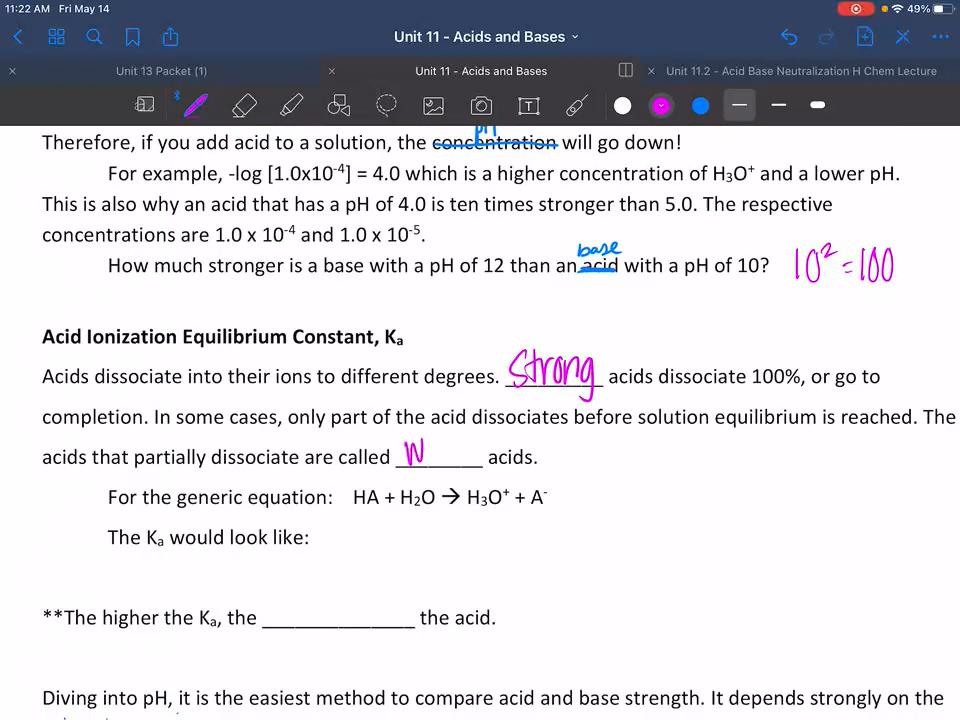 11:22 AM Fri May 14
49%
Unit 11 - Acids and Bases
Unit 13 Packet (1)
Unit 11 - Acids and Bases
Unit 11.2 - Acid Base Neutralization H Chem Lecture
T
pH
Therefore, if you add acid to a solution, the concentration will go down!
For example, -log [1.0x10⁻⁴] = 4.0 which is a higher concentration of H₃O⁺ and a lower pH.
This is also why an acid that has a pH of 4.0 is ten times stronger than 5.0. The respective
concentrations are 1.0 x 10⁻⁴ and 1.0 x 10⁻⁵.
base
How much stronger is a base with a pH of 12 than an acid with a pH of 10? 10² = 100
Acid Ionization Equilibrium Constant, Kₐ
Acids dissociate into their ions to different degrees. Strong acids dissociate 100%, or go to
completion. In some cases, only part of the acid dissociates before solution equilibrium is reached. The
acids that partially dissociate are called W________ acids.
For the generic equation: HA + H₂O → H₃O⁺ + A⁻
The Kₐ would look like:
**The higher the Kₐ, the ______________ the acid.
Diving into pH, it is the easiest method to compare acid and base strength. It depends strongly on the